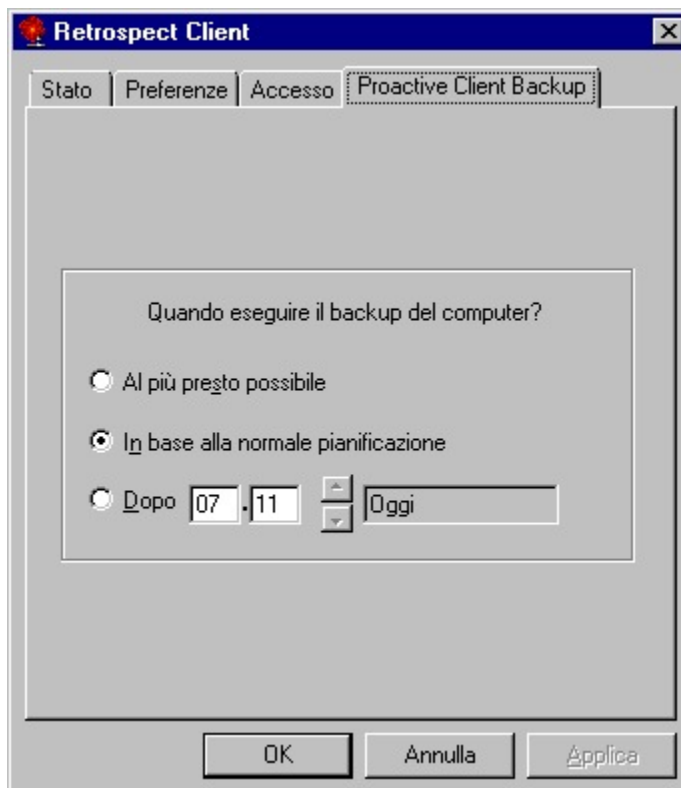 Retrospect Client
Stato Preferenze Accesso Proactive Client Backup
Quando eseguire il backup del computer?
Al più presto possibile
In base alla normale pianificazione
Dopo 07.11 Oggi
OK Annulla Applica